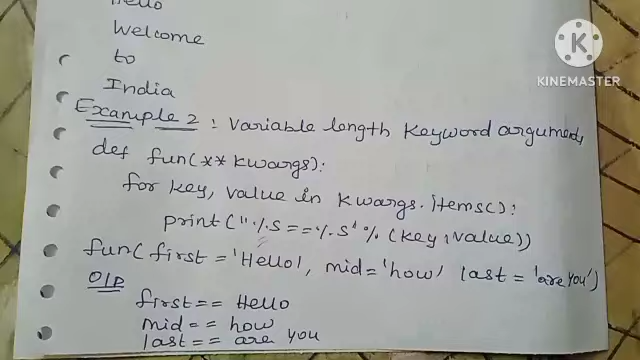 Hello
Welcome
to
India
Example 2 : Variable length Keyword arguments
def fun(** kwargs):
for key, value in kwargs.items():
print("%s==%s" % (key, value))
fun( first = 'Hello', mid='how' last = 'are you')
O/P
first== Hello
mid== how
last== are you
KINEMASTER